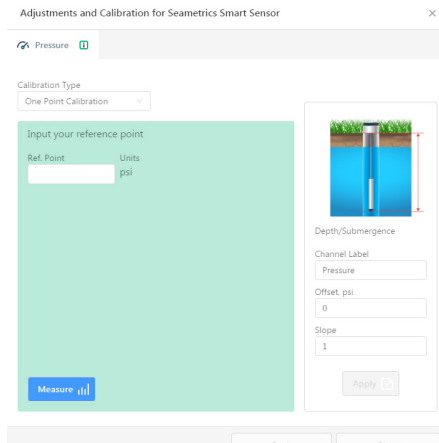 Adjustments and Calibration for Seametrics Smart Sensor
Pressure
Calibration Type
One Point Calibration
Input your reference point
Ref. Point
Units
psi
Measure
Depth/Submergence
Channel Label
Pressure
Offset, psi
0
Slope
1
Apply